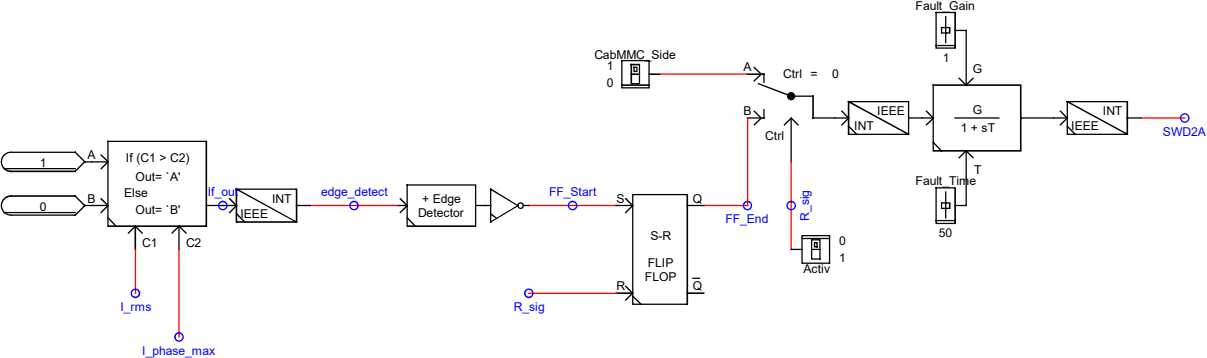 Fault_Gain
1
G
CabMMC_Side
1
0
A
Ctrl = 0
B
Ctrl
IEEE
INT
G
1 + sT
INT
IEEE
SWD2A
T
Fault_Time
50
1
A
0
B
If (C1 > C2)
Out= `A'
Else
Out= `B'
C1
C2
If_out
INT
IEEE
edge_detect
+ Edge
Detector
FF_Start
S
Q
S-R
FLIP
FLOP
R
Q
FF_End
R_sig
0
1
Activ
R_sig
I_rms
I_phase_max